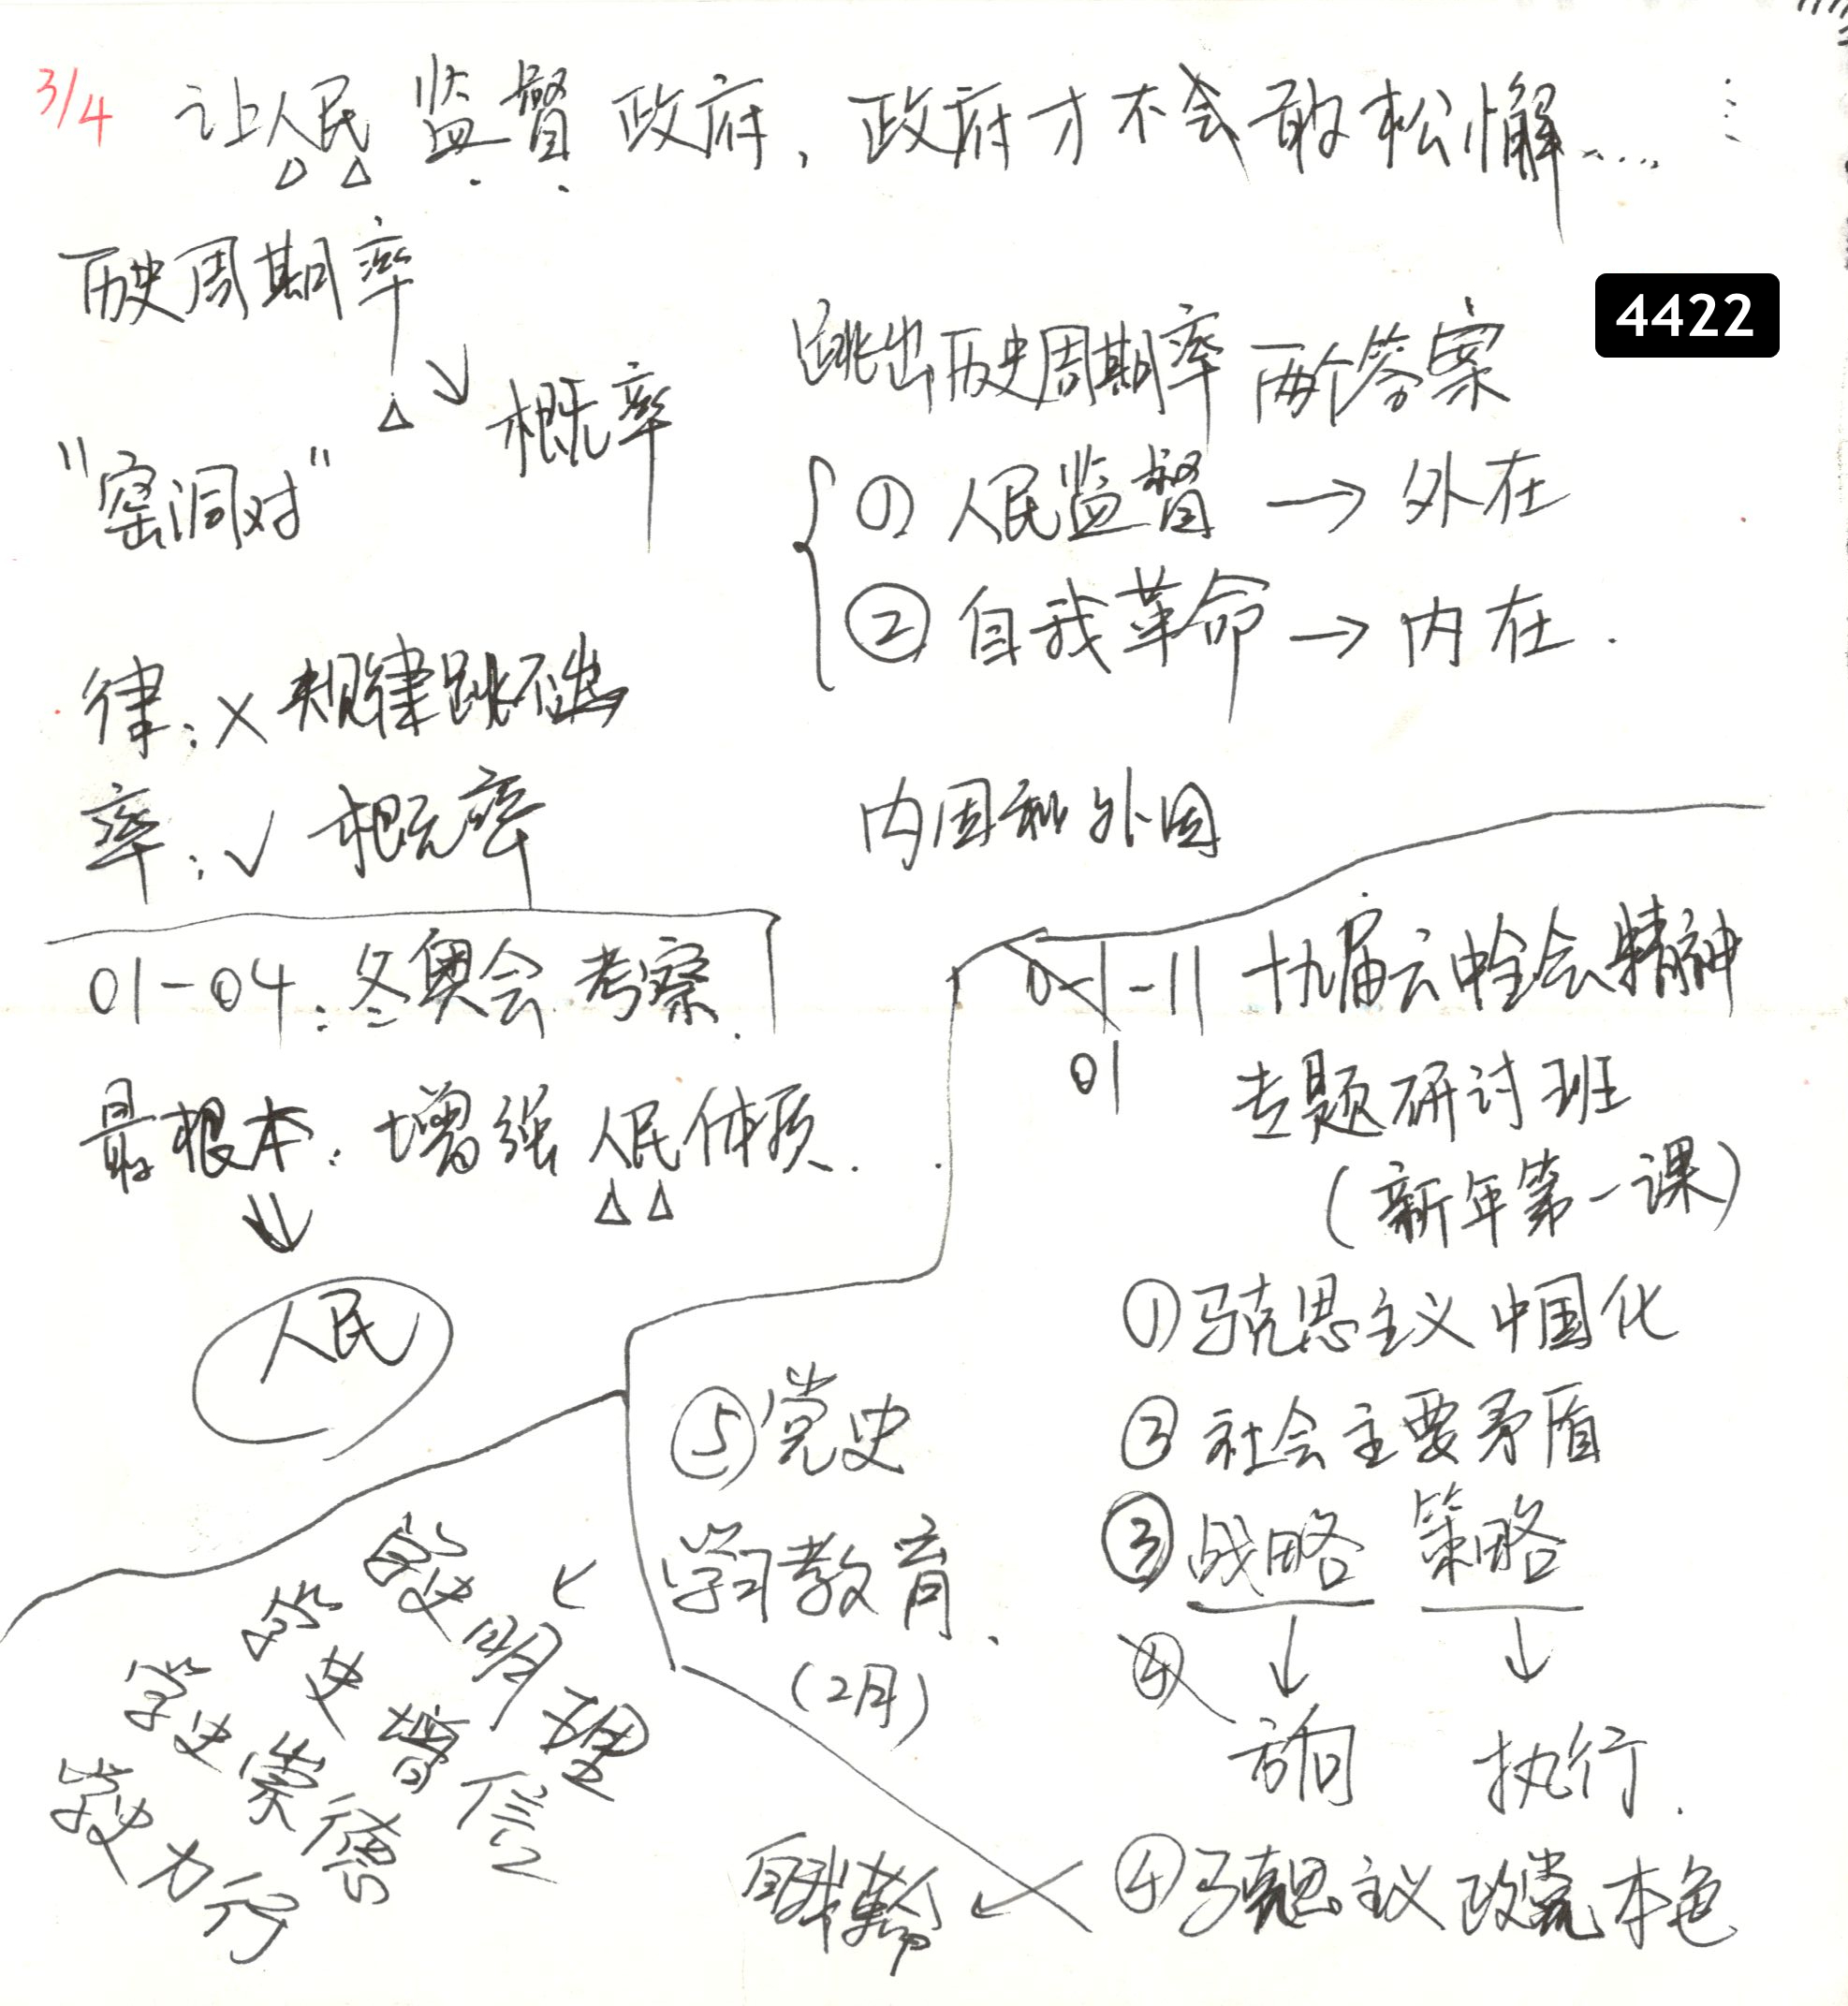 3/4 让人民监督政府,政府才不会敢松懈……
历史周期率
概率
"窑洞对"
律:×规律跳不出
率:√ 概率
4422
跳出历史周期率 两个答案
① 人民监督 → 外在
② 自我革命 → 内在.
内因和外因
01-04:冬奥会考察.
最根本:增强人民体质.
人民
01-11 十九届六中全会精神
01
专题研讨班
(新年第一课)
①马克思主义中国化
②社会主要矛盾
③战略 策略
④
方向 执行.
④马克思主义政党本色
自我革命
⑤党史
学习教育.
(2月)
学史明理
学史增信
学史崇德
学史力行